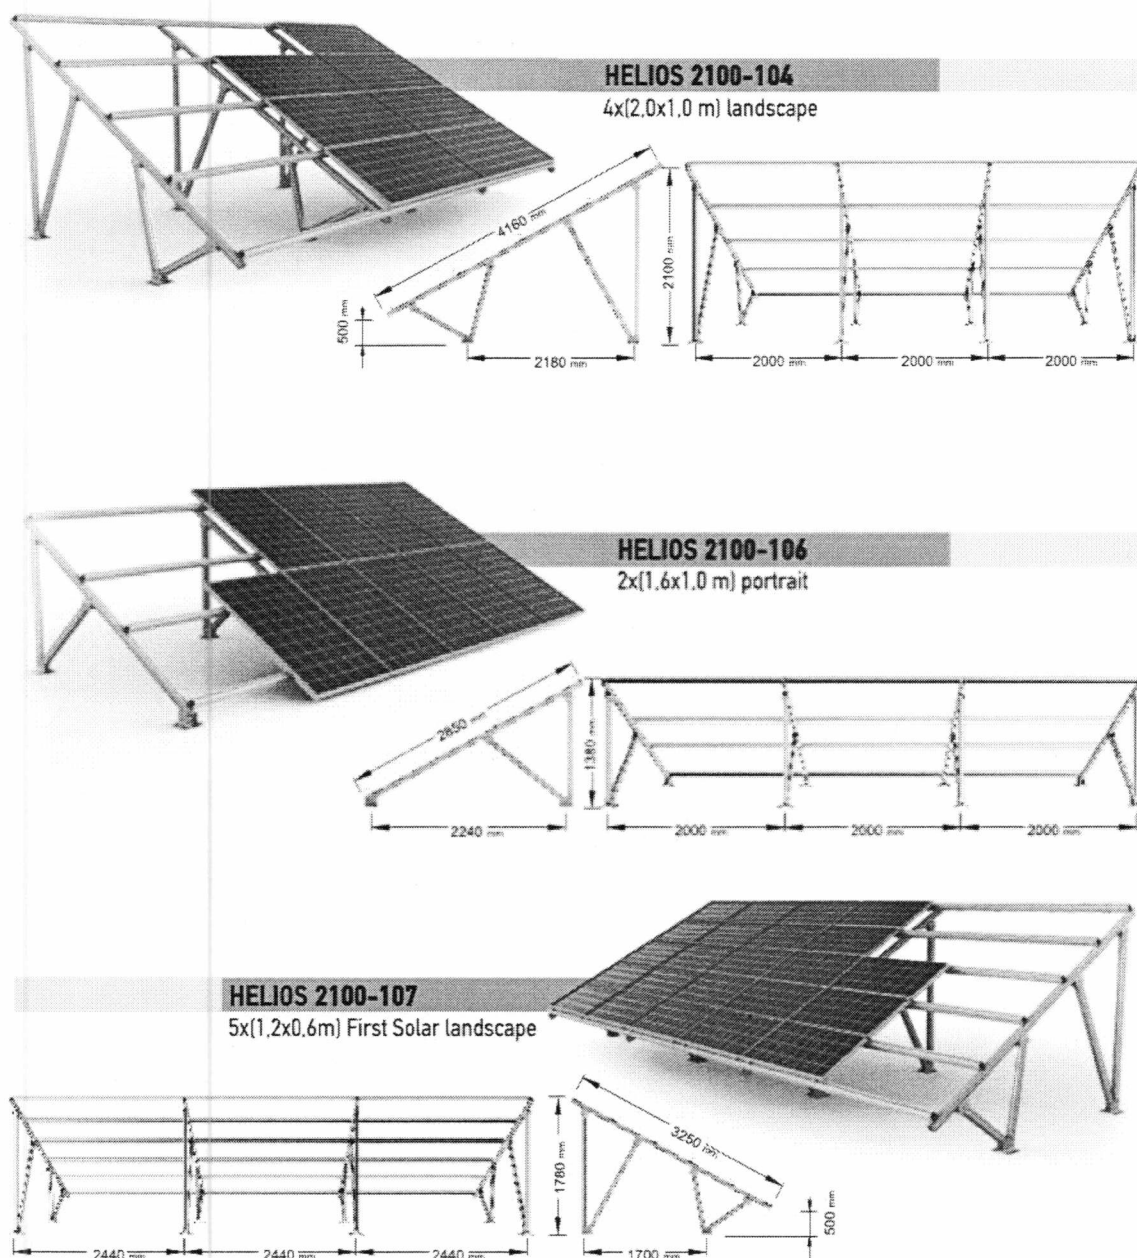 HELIOS 2100-104
4x(2,0x1,0 m) landscape
4160 mm
2100 mm
500 mm
2180 mm
2000 mm
2000 mm
2000 mm
HELIOS 2100-106
2x(1,6x1,0 m) portrait
2850 mm
1380 mm
2240 mm
2000 mm
2000 mm
2000 mm
HELIOS 2100-107
5x(1,2x0,6m) First Solar landscape
3250 mm
1780 mm
500 mm
2440 mm
2440 mm
2440 mm
1700 mm